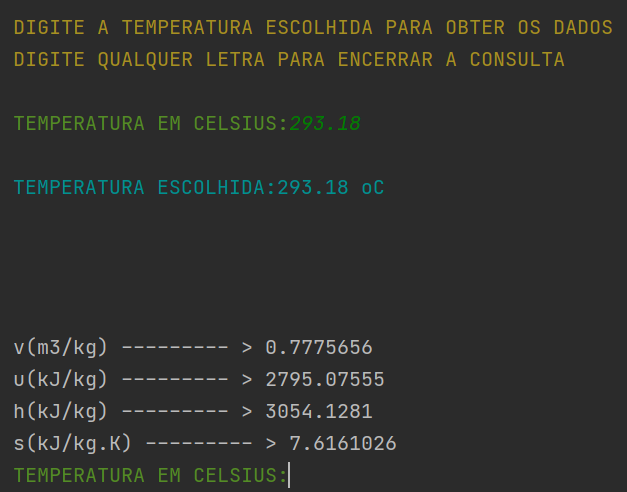 DIGITE A TEMPERATURA ESCOLHIDA PARA OBTER OS DADOS
DIGITE QUALQUER LETRA PARA ENCERRAR A CONSULTA
TEMPERATURA EM CELSIUS:293.18
TEMPERATURA ESCOLHIDA:293.18 oC
v(m3/kg) --------- > 0.7775656
u(kJ/kg) --------- > 2795.07555
h(kJ/kg) --------- > 3054.1281
s(kJ/kg.K) --------- > 7.6161026
TEMPERATURA EM CELSIUS: